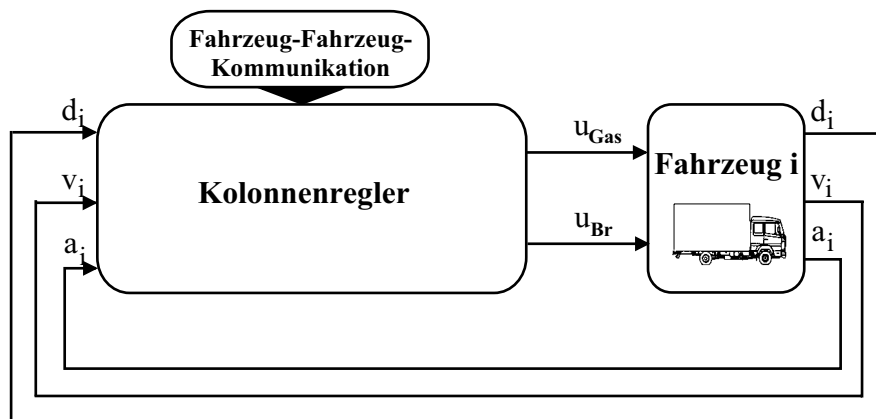 Fahrzeug-Fahrzeug-
Kommunikation
d_i
v_i
a_i
Kolonnenregler
u_Gas
u_Br
Fahrzeug i
d_i
v_i
a_i